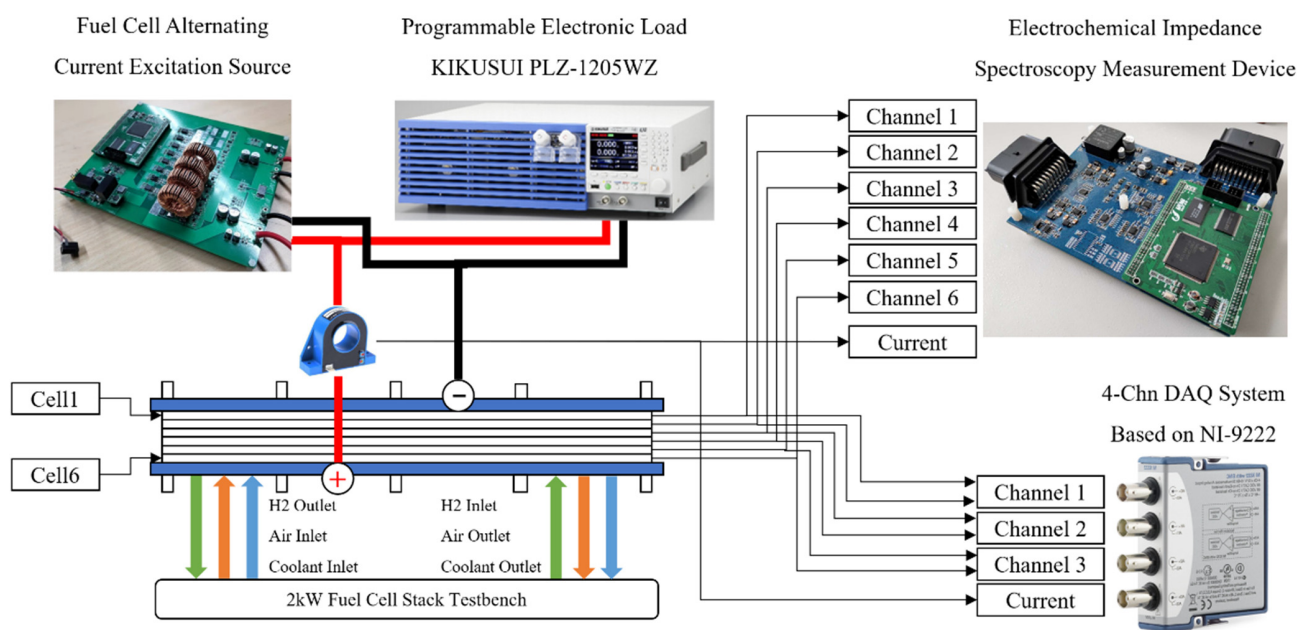 Fuel Cell Alternating
Current Excitation Source
Programmable Electronic Load
KIKUSUI PLZ-1205WZ
Electrochemical Impedance
Spectroscopy Measurement Device
Channel 1
Channel 2
Channel 3
Channel 4
Channel 5
Channel 6
Current
Cell1
Cell6
−
+
H2 Outlet
Air Inlet
Coolant Inlet
H2 Inlet
Air Outlet
Coolant Outlet
2kW Fuel Cell Stack Testbench
4-Chn DAQ System
Based on NI-9222
Channel 1
Channel 2
Channel 3
Current